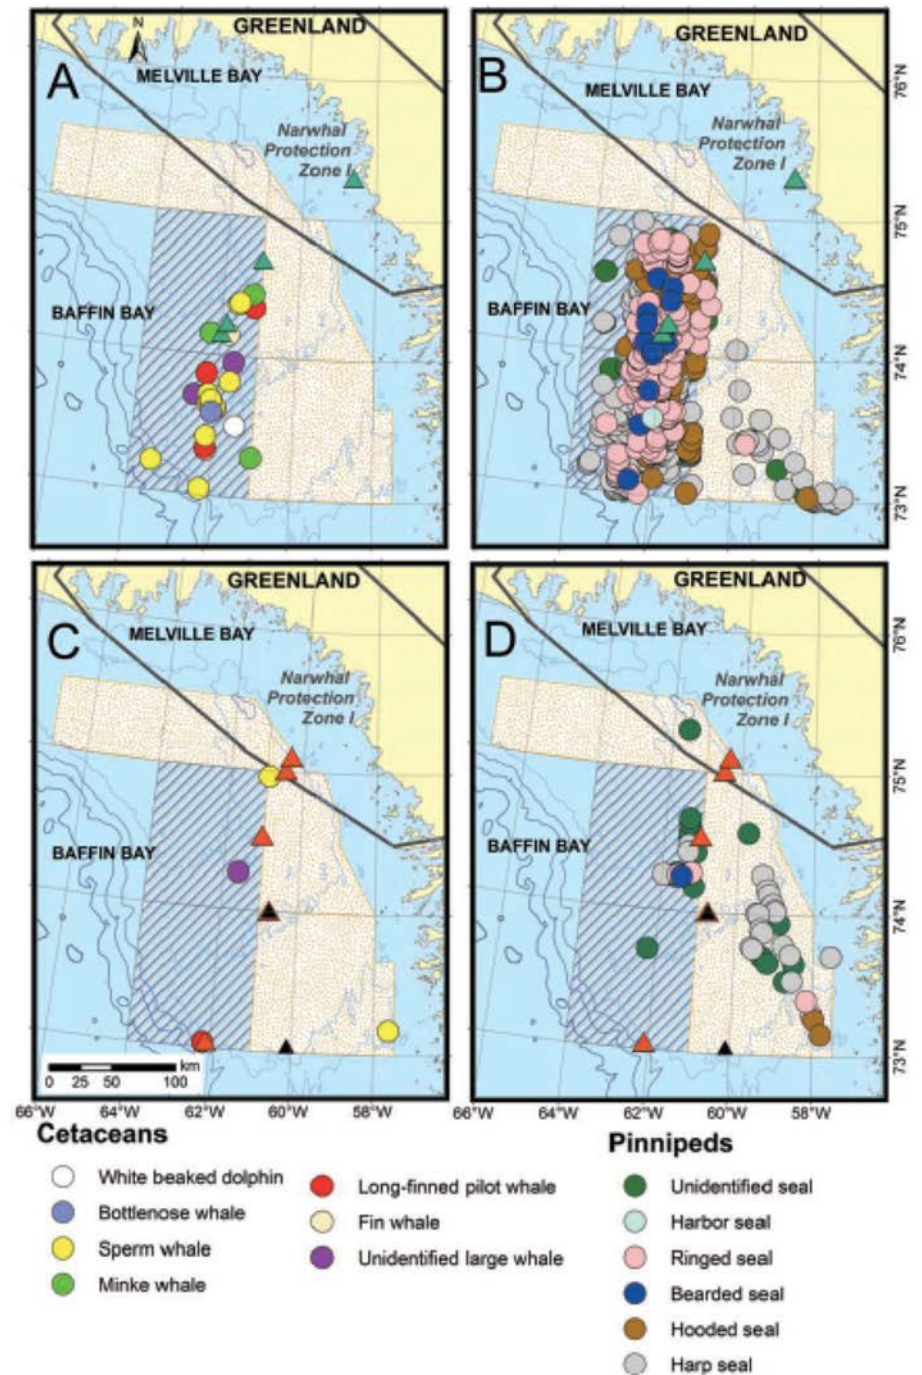 GREENLAND
N
A
MELVILLE BAY
Narwhal
Protection
Zone I
BAFFIN BAY
GREENLAND
B
MELVILLE BAY
Narwhal
Protection
Zone I
BAFFIN BAY
76°N
75°N
74°N
73°N
GREENLAND
C
MELVILLE BAY
Narwhal
Protection
Zone I
BAFFIN BAY
km
0 25 50 100
GREENLAND
D
MELVILLE BAY
Narwhal
Protection
Zone I
BAFFIN BAY
76°N
75°N
74°N
73°N
66°W 64°W 62°W 60°W 58°W
66°W 64°W 62°W 60°W 58°W
Cetaceans
White beaked dolphin
Bottlenose whale
Sperm whale
Minke whale
Long-finned pilot whale
Fin whale
Unidentified large whale
Pinnipeds
Unidentified seal
Harbor seal
Ringed seal
Bearded seal
Hooded seal
Harp seal